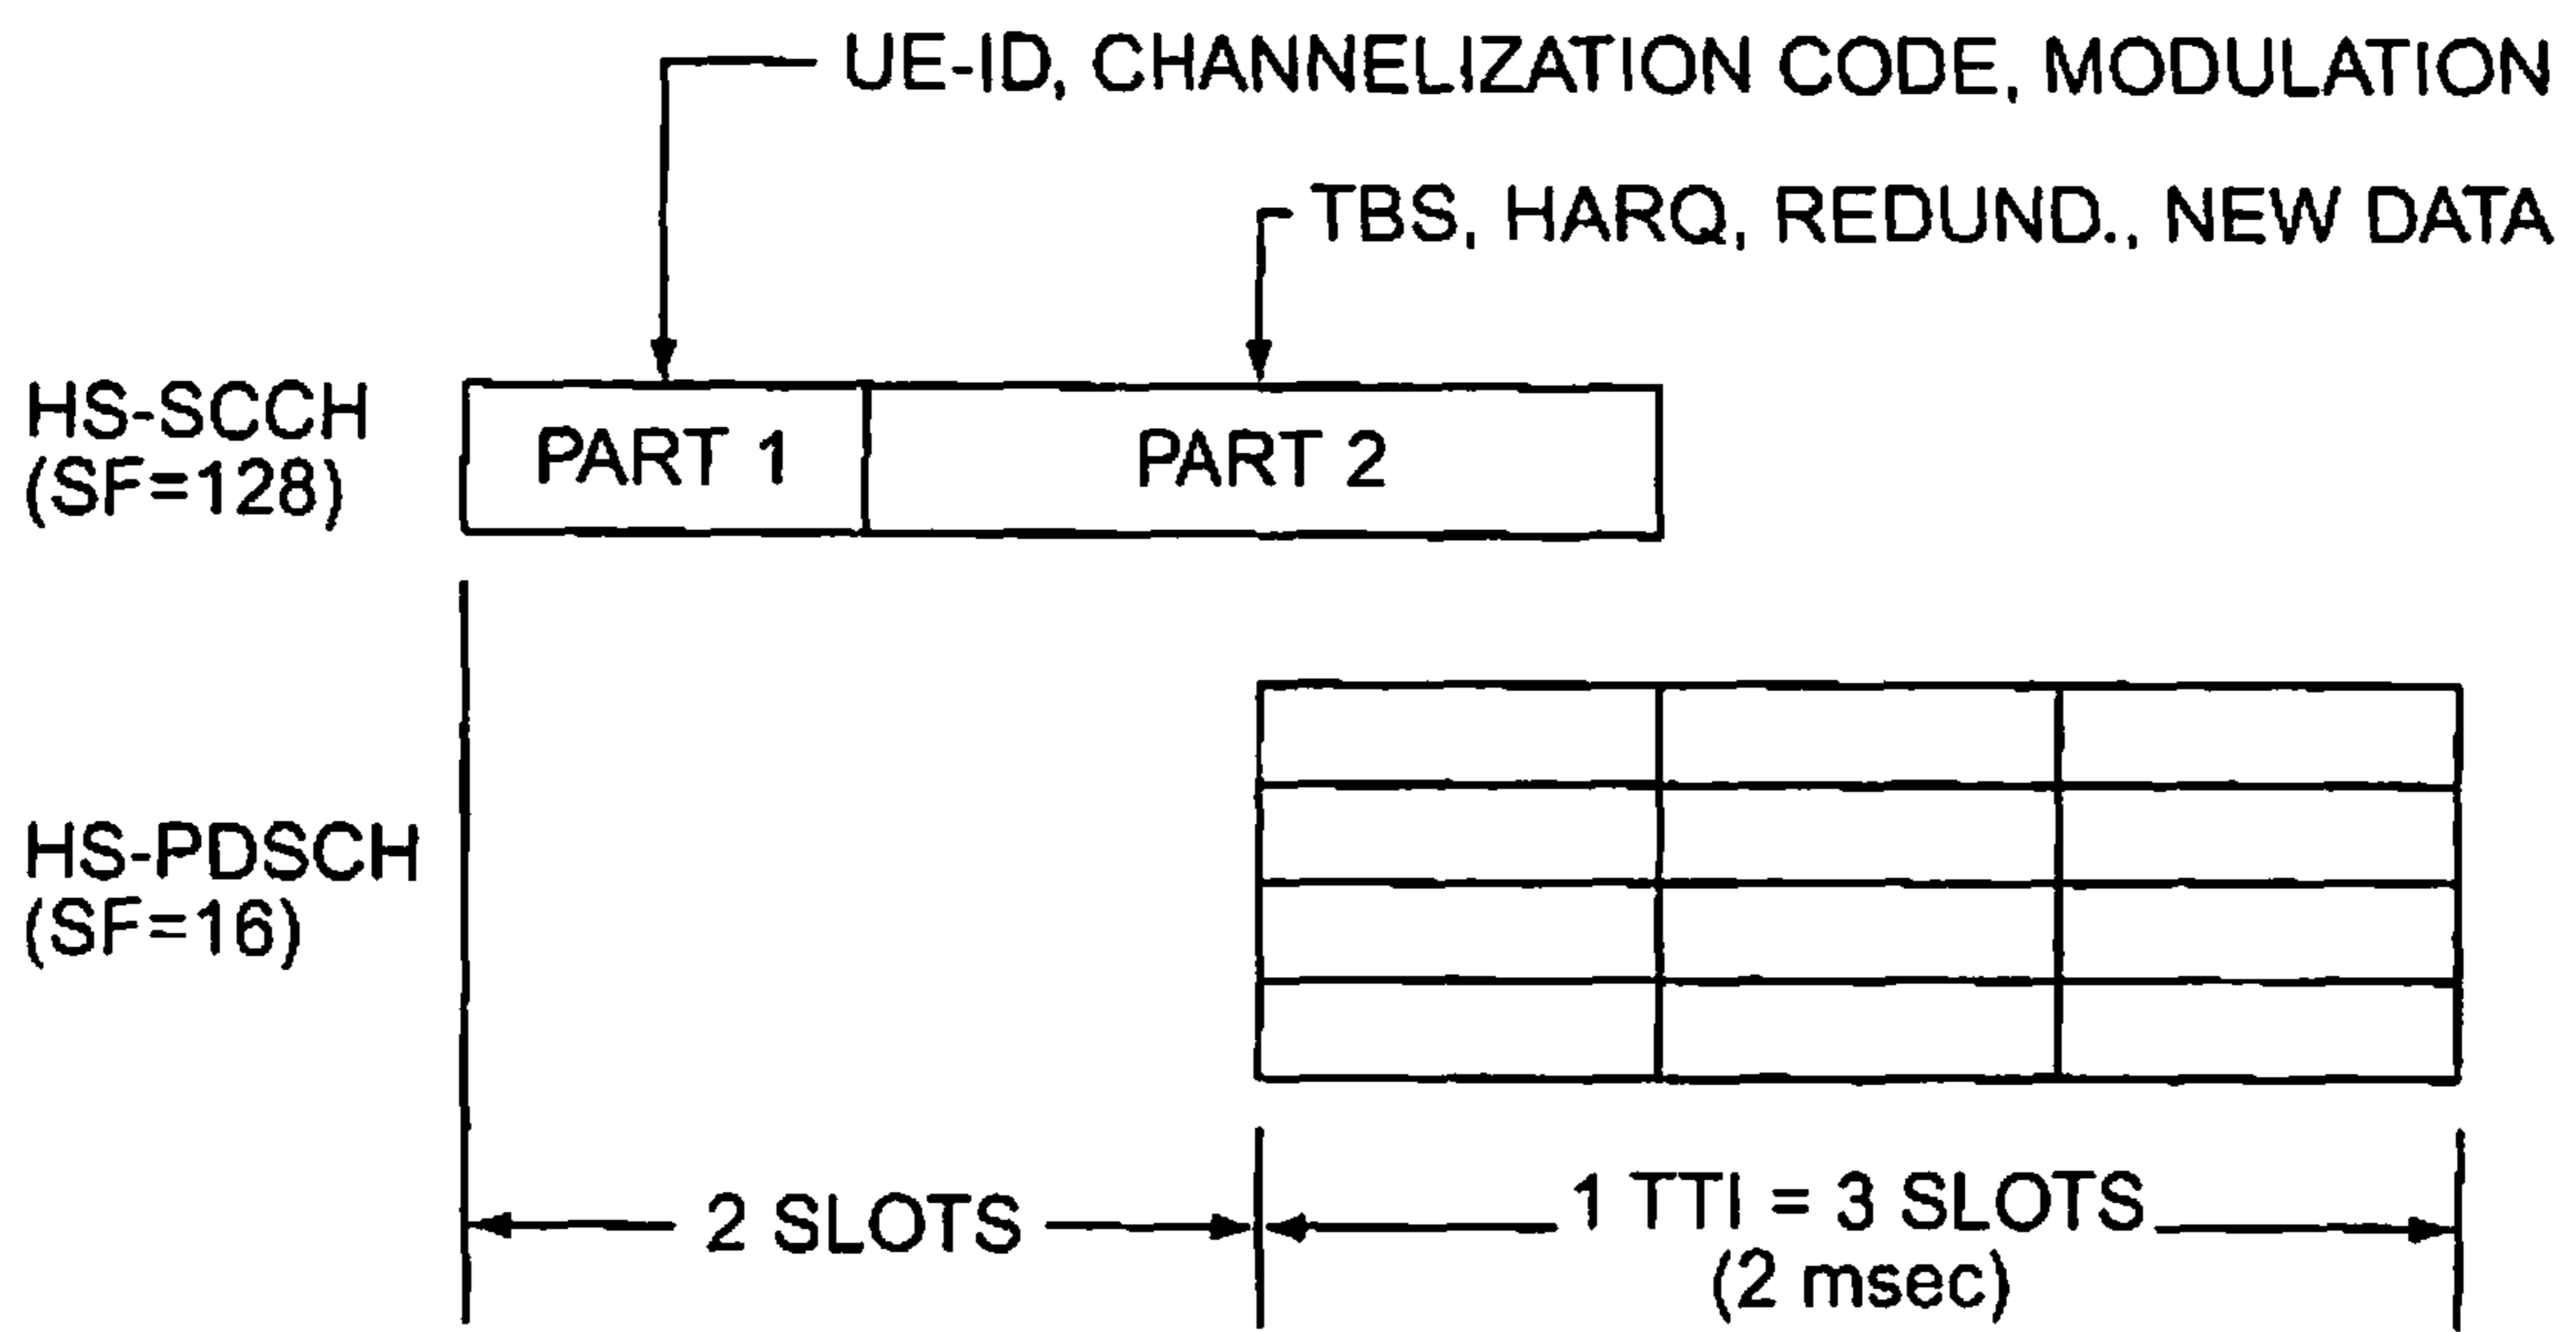 UE-ID, CHANNELIZATION CODE, MODULATION
TBS, HARQ, REDUND., NEW DATA
HS-SCCH
(SF=128)
PART 1
PART 2
HS-PDSCH
(SF=16)
2 SLOTS
1 TTI = 3 SLOTS
(2 msec)